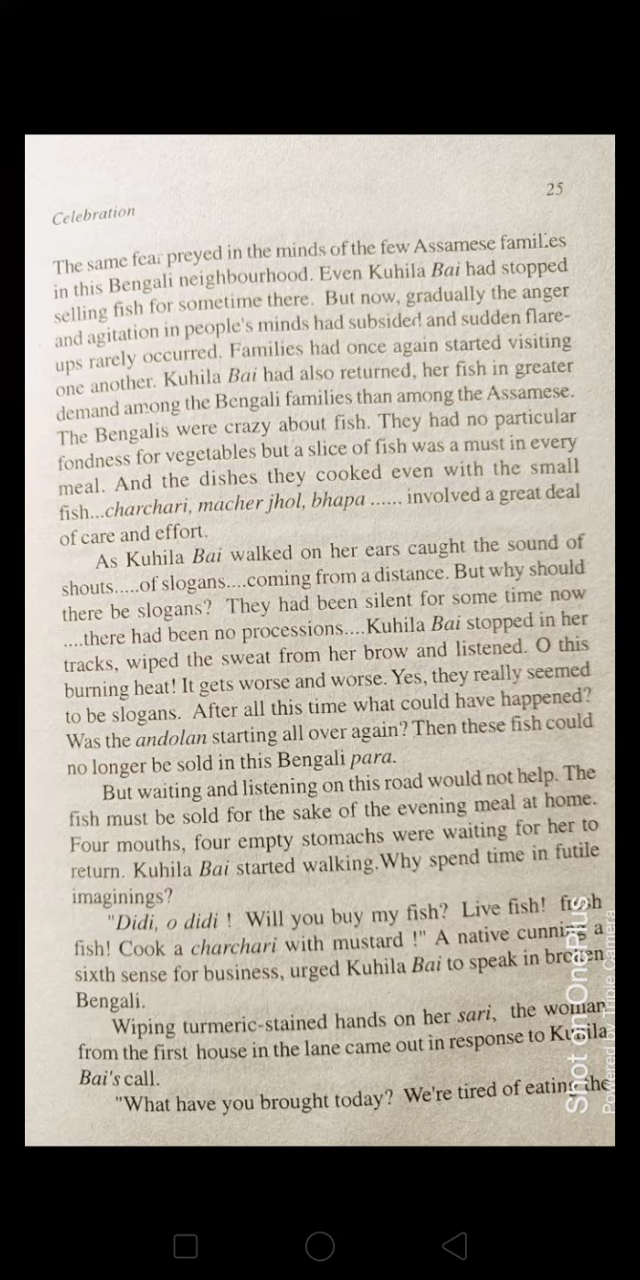 25
Celebration
The same fear preyed in the minds of the few Assamese families
in this Bengali neighbourhood. Even Kuhila Bai had stopped
selling fish for sometime there. But now, gradually the anger
and agitation in people's minds had subsided and sudden flare-
ups rarely occurred. Families had once again started visiting
one another. Kuhila Bai had also returned, her fish in greater
demand among the Bengali families than among the Assamese.
The Bengalis were crazy about fish. They had no particular
fondness for vegetables but a slice of fish was a must in every
meal. And the dishes they cooked even with the small
fish...charchari, macher jhol, bhapa ...... involved a great deal
of care and effort.
As Kuhila Bai walked on her ears caught the sound of
shouts.....of slogans....coming from a distance. But why should
there be slogans? They had been silent for some time now
....there had been no processions....Kuhila Bai stopped in her
tracks, wiped the sweat from her brow and listened. O this
burning heat! It gets worse and worse. Yes, they really seemed
to be slogans. After all this time what could have happened?
Was the andolan starting all over again? Then these fish could
no longer be sold in this Bengali para.
But waiting and listening on this road would not help. The
fish must be sold for the sake of the evening meal at home.
Four mouths, four empty stomachs were waiting for her to
return. Kuhila Bai started walking.Why spend time in futile
imaginings?
"Didi, o didi ! Will you buy my fish? Live fish! fresh
fish! Cook a charchari with mustard !" A native cunning a
sixth sense for business, urged Kuhila Bai to speak in broken
Bengali.
Wiping turmeric-stained hands on her sari, the woman
from the first house in the lane came out in response to Kuhila
Bai's call.
"What have you brought today? We're tired of eating the
Shot on OnePlus
Powered by Triple Camera